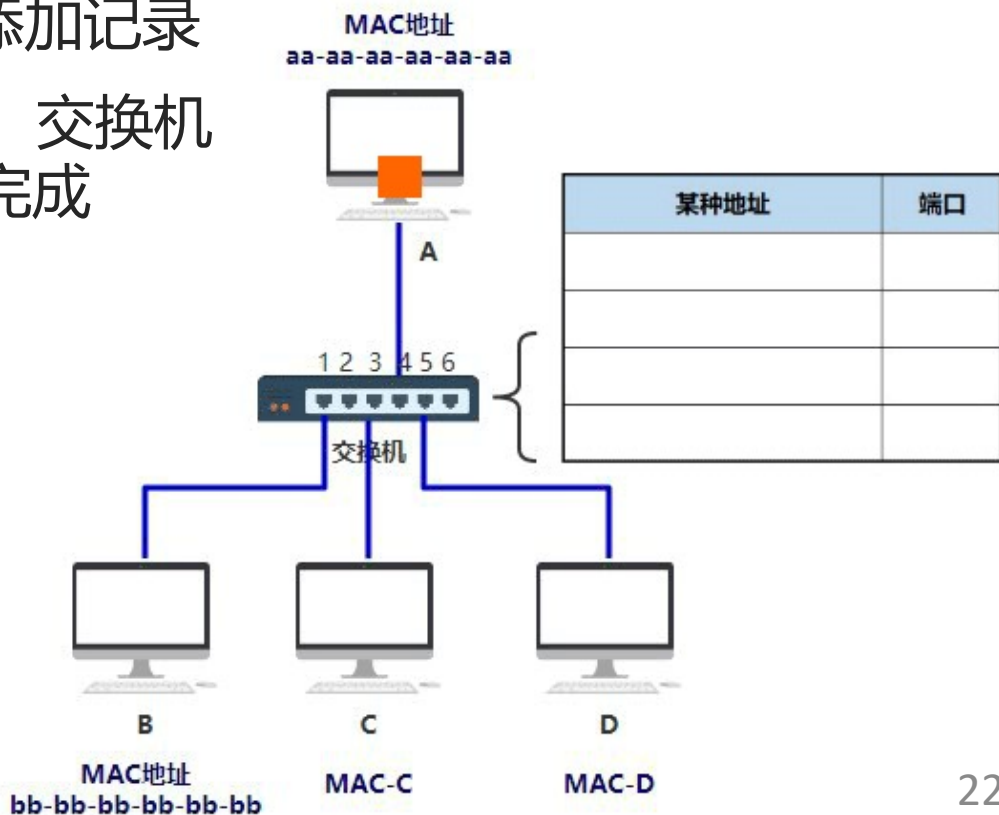 添加记录
交换机
完成
MAC地址
aa-aa-aa-aa-aa-aa
A
某种地址 端口
1 2 3 4 5 6
交换机
B
C
D
MAC地址
bb-bb-bb-bb-bb-bb
MAC-C
MAC-D
22